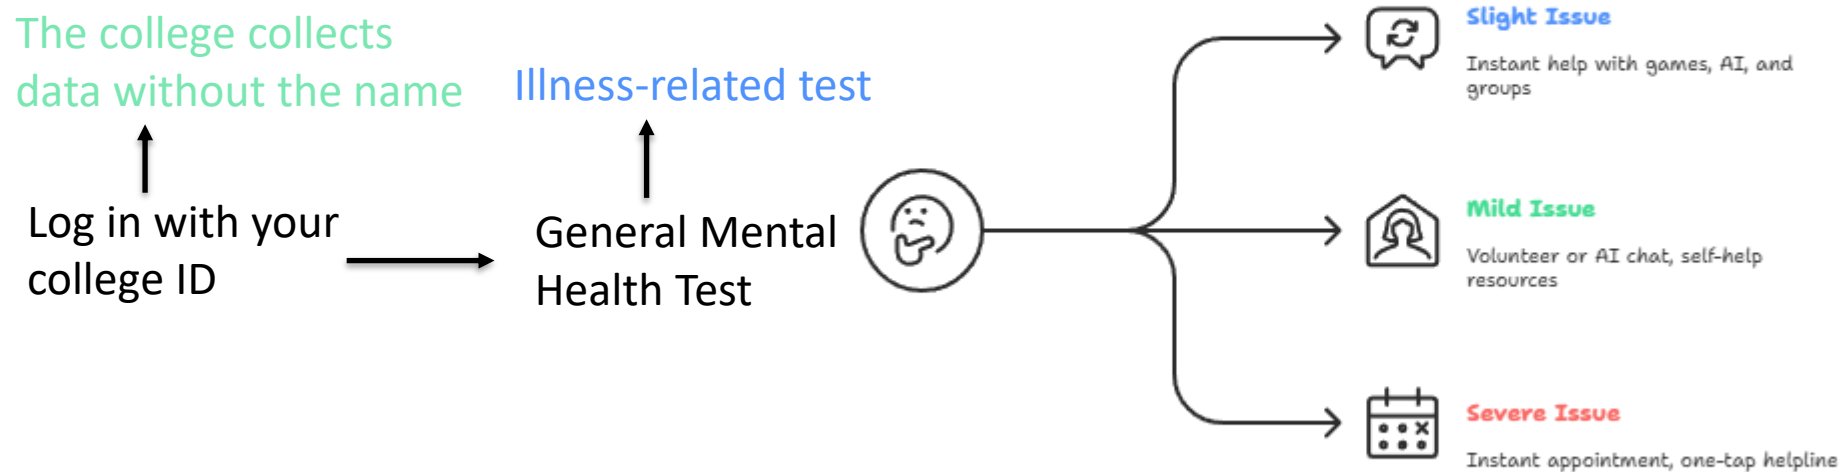 The college collects
data without the name
Illness-related test
Log in with your
college ID
General Mental
Health Test
Slight Issue
Instant help with games, AI, and
groups
Mild Issue
Volunteer or AI chat, self-help
resources
Severe Issue
Instant appointment, one-tap helpline